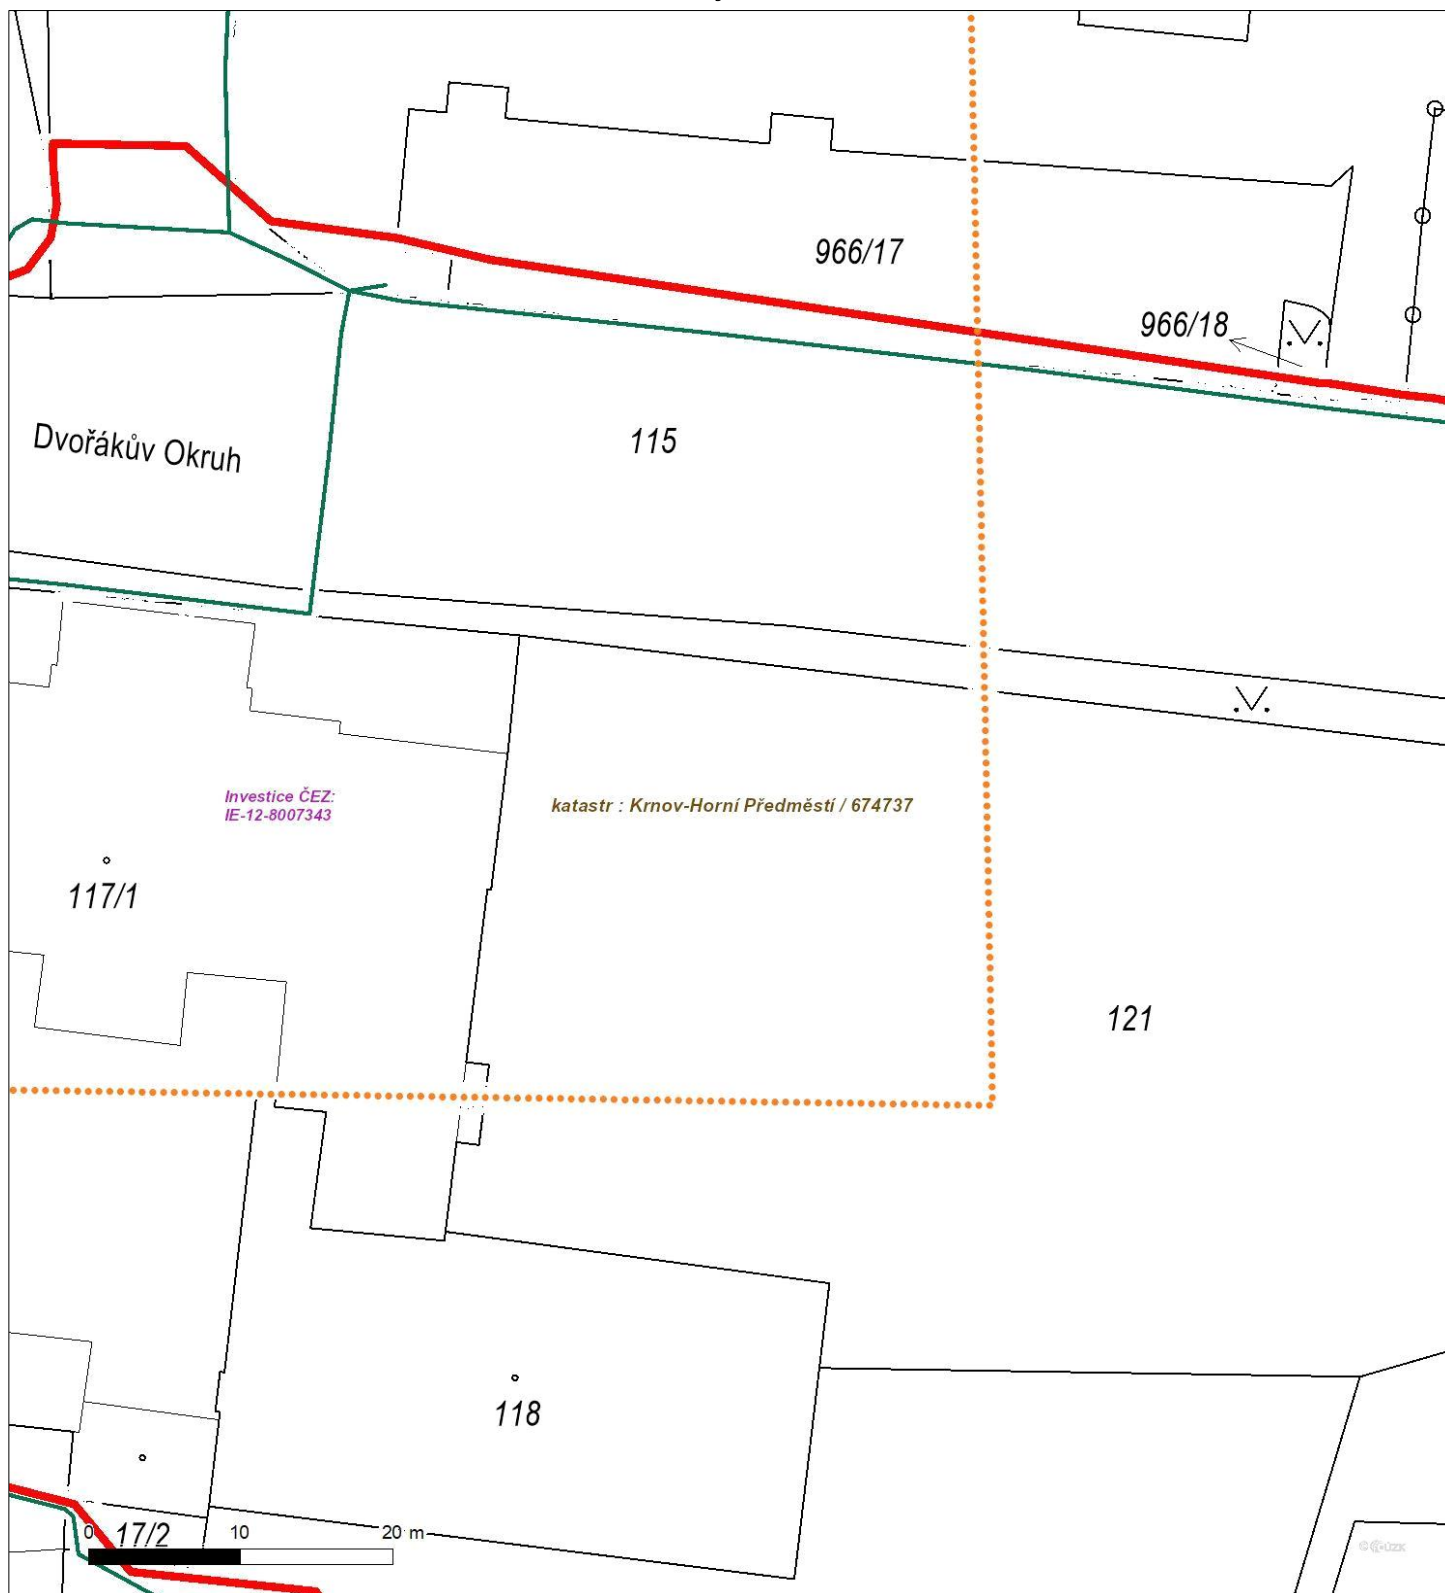 966/17
966/18
115
Dvořákův Okruh
Investice ČEZ:
IE-12-8007343
katastr : Krnov-Horní Předměstí / 674737
117/1
121
118
17/2
0 10 20 m